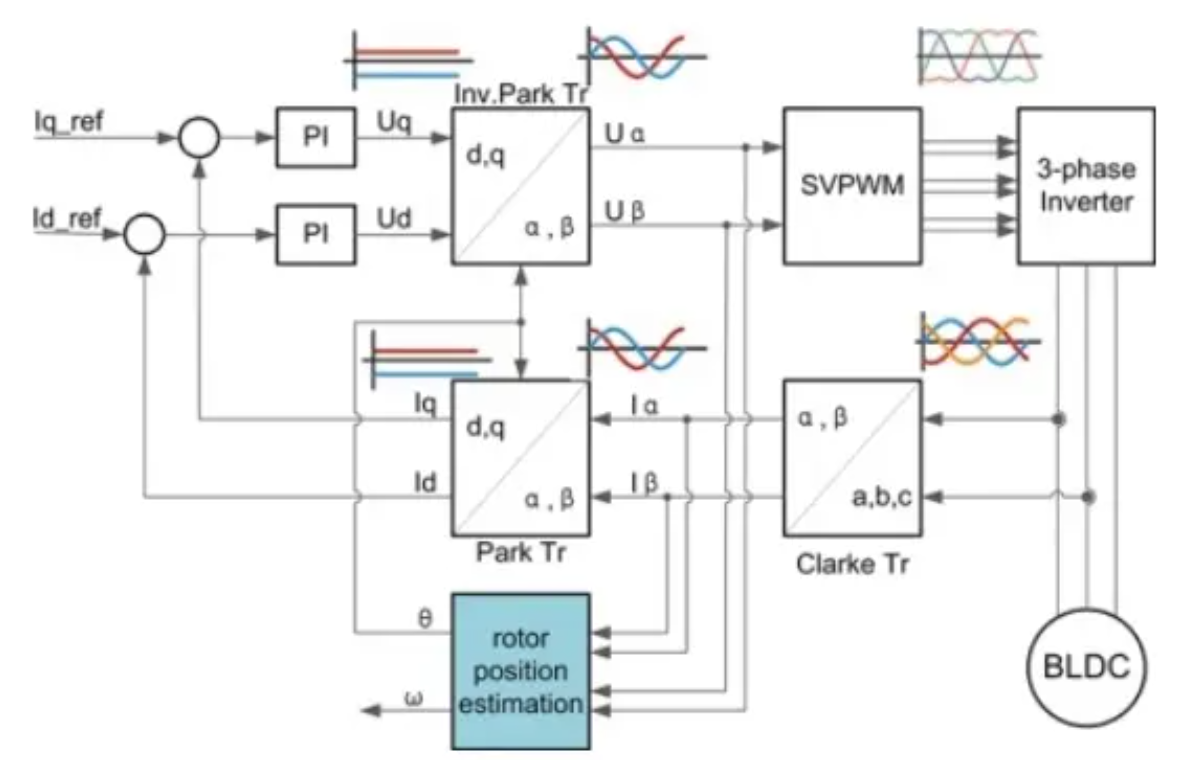 Inv.Park Tr
Iq_ref
PI
Uq
d,q
U α
SVPWM
3-phase
Inverter
Id_ref
PI
Ud
α , β
U β
Iq
d,q
I α
α , β
Id
α , β
I β
a,b,c
Park Tr
Clarke Tr
θ
rotor
position
estimation
ω
BLDC